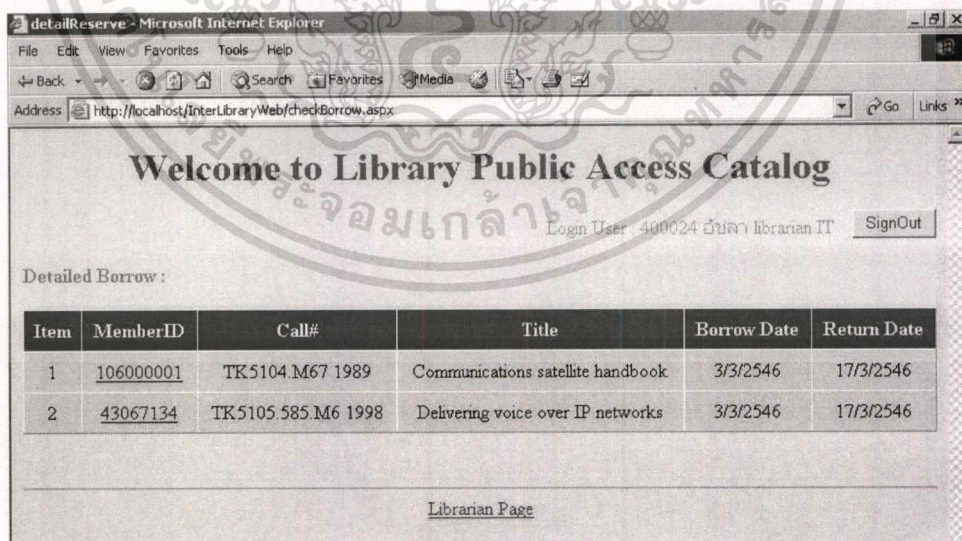 detailReserve - Microsoft Internet Explorer
File Edit View Favorites Tools Help
Back Search Favorites Media
Address http://localhost/InterLibraryWeb/checkBorrow.aspx Go Links »
Welcome to Library Public Access Catalog
Login User : 400024 librarian IT SignOut
Detailed Borrow :
Item MemberID Call# Title Borrow Date Return Date
1 106000001 TK5104.M67 1989 Communications satellite handbook 3/3/2546 17/3/2546
2 43067134 TK5105.585.M6 1998 Delivering voice over IP networks 3/3/2546 17/3/2546
Librarian Page